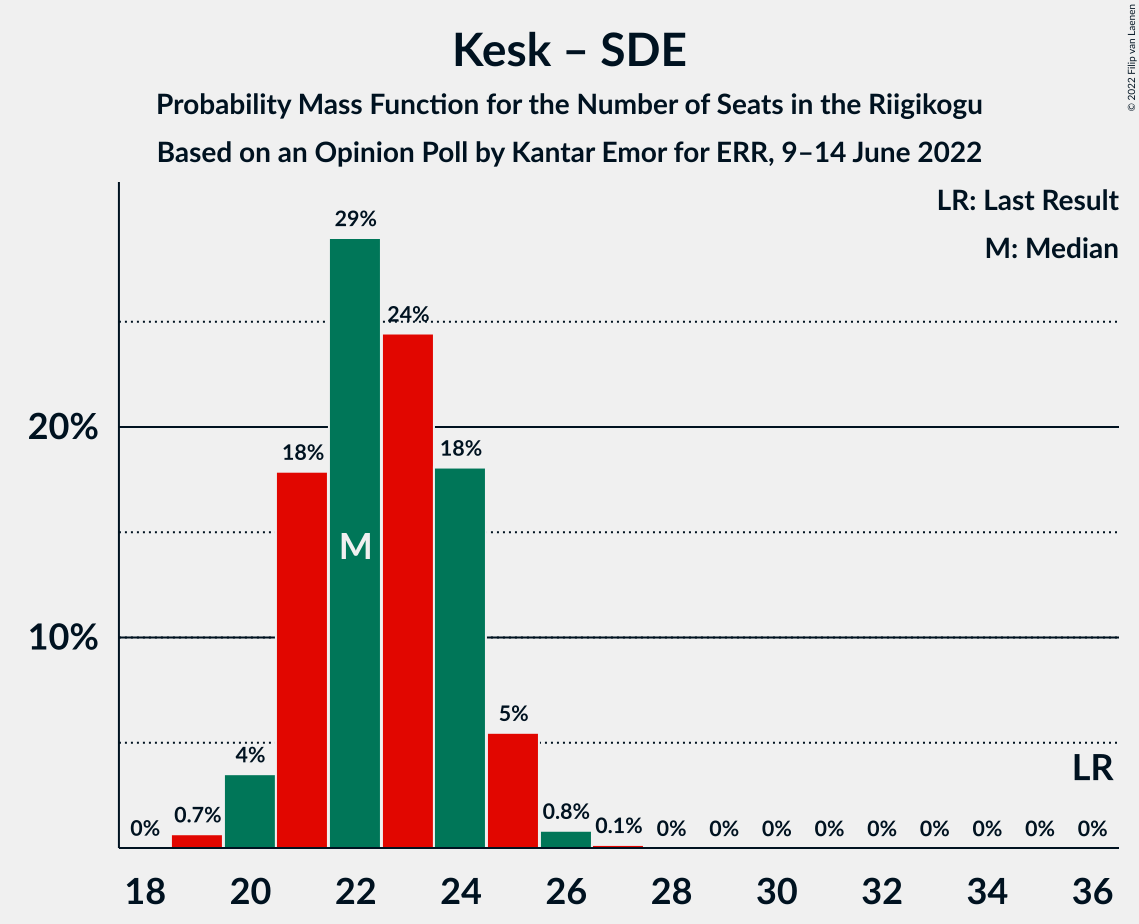 Kesk – SDE
Probability Mass Function for the Number of Seats in the Riigikogu
Based on an Opinion Poll by Kantar Emor for ERR, 9–14 June 2022
© 2022 Filip van Laenen
LR: Last Result
M: Median
20%
10%
0%
0.7%
4%
18%
29%
24%
18%
5%
0.8%
0.1%
0%
0%
0%
0%
0%
0%
0%
0%
0%
M
LR
18 20 22 24 26 28 30 32 34 36